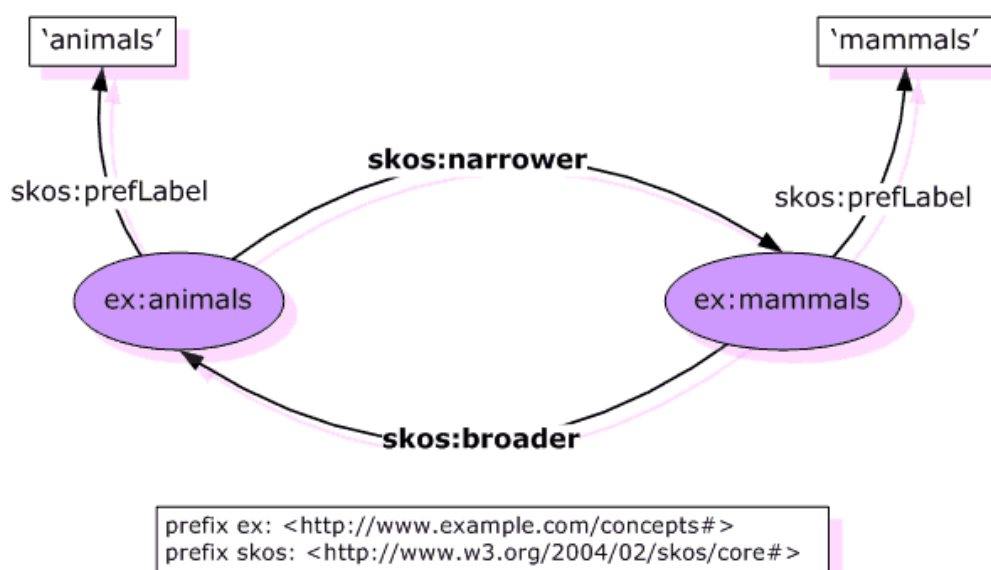 ‘animals’
‘mammals’
skos:narrower
skos:prefLabel
skos:prefLabel
ex:animals
ex:mammals
skos:broader
prefix ex: <http://www.example.com/concepts#>
prefix skos: <http://www.w3.org/2004/02/skos/core#>